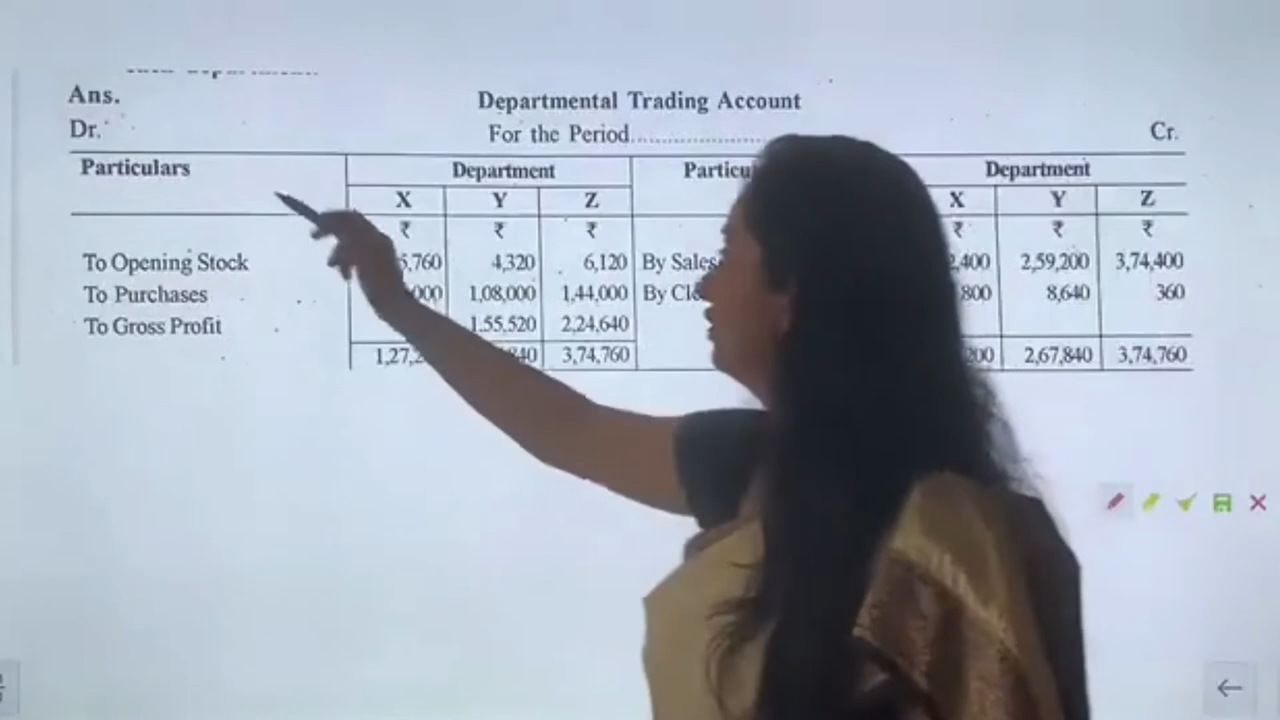 Ans.
Departmental Trading Account
Dr.
For the Period....................
Cr.
Particulars Department Department
X Y Z X Y Z
₹ ₹ ₹ ₹ ₹ ₹
To Opening Stock 4,320 6,120 By Sales 2,59,200 3,74,400
To Purchases 1,08,000 1,44,000 By 8,640 360
To Gross Profit 1,55,520 2,24,640
3,74,760 2,67,840 3,74,760